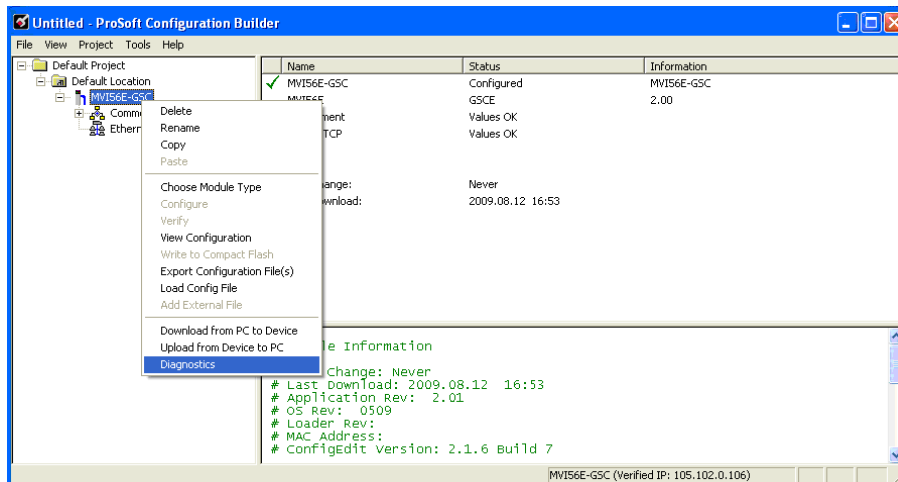 Untitled - ProSoft Configuration Builder
File View Project Tools Help
Default Project
Default Location
MVI56E-GSC
Comm
Ethern
Delete
Rename
Copy
Paste
Choose Module Type
Configure
Verify
View Configuration
Write to Compact Flash
Export Configuration File(s)
Load Config File
Add External File
Download from PC to Device
Upload from Device to PC
Diagnostics
Name Status Information
MVI56E-GSC Configured MVI56E-GSC
MVI56E GSCE 2.00
ment Values OK
TCP Values OK
ange: Never
wnload: 2009.08.12 16:53
le Information
Change: Never
# Last Download: 2009.08.12 16:53
# Application Rev: 2.01
# OS Rev: 0509
# Loader Rev:
# MAC Address:
# ConfigEdit Version: 2.1.6 Build 7
MVI56E-GSC (Verified IP: 105.102.0.106)